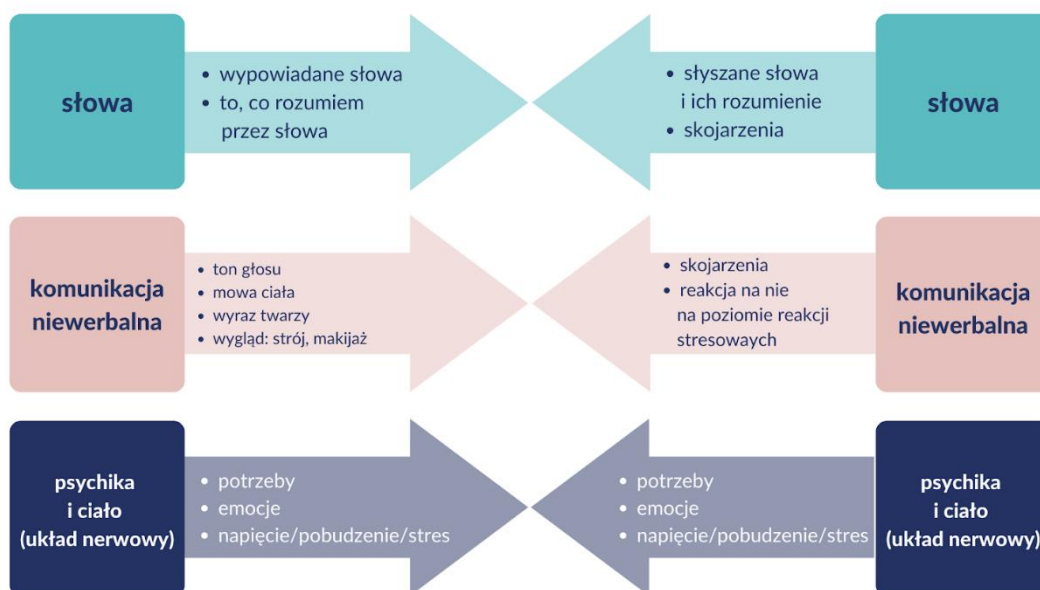 słowa
• wypowiadane słowa
• to, co rozumiem
przez słowa
• słyszane słowa
i ich rozumienie
• skojarzenia
słowa
komunikacja
niewerbalna
• ton głosu
• mowa ciała
• wyraz twarzy
• wygląd: strój, makijaż
• skojarzenia
• reakcja na nie
na poziomie reakcji
stresowaych
komunikacja
niewerbalna
psychika
i ciało
(układ nerwowy)
• potrzeby
• emocje
• napięcie/pobudzenie/stres
• potrzeby
• emocje
• napięcie/pobudzenie/stres
psychika
i ciało
(układ nerwowy)